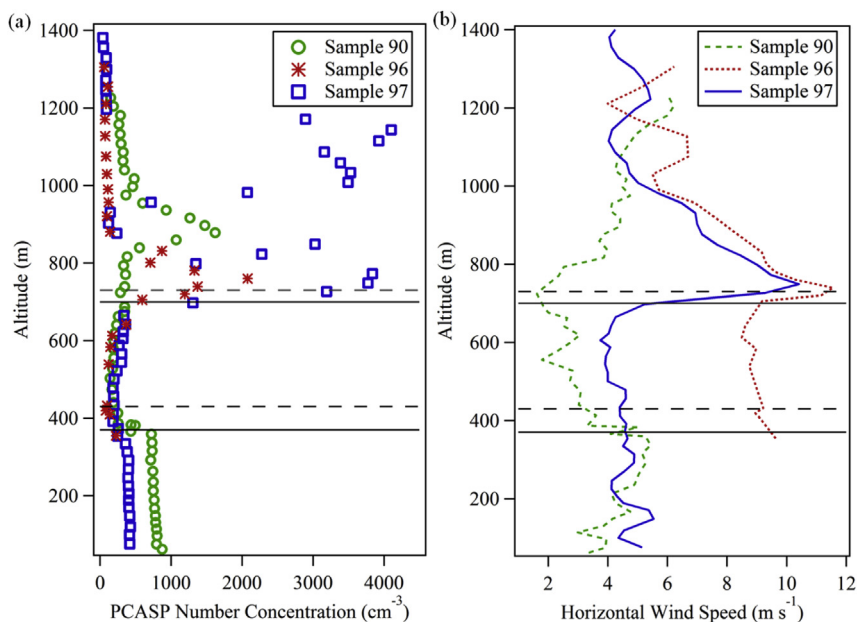 (a)
1400
1200
1000
800
600
400
200
Altitude (m)
Sample 90
Sample 96
Sample 97
0
1000
2000
3000
4000
PCASP Number Concentration (cm⁻³)
(b)
1400
1200
1000
800
600
400
200
Altitude (m)
Sample 90
Sample 96
Sample 97
2
4
6
8
10
12
Horizontal Wind Speed (m s⁻¹)